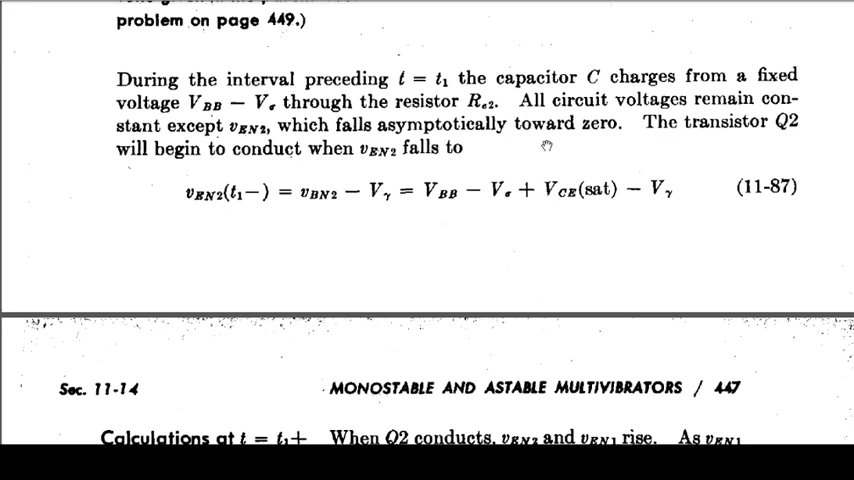 problem on page 449.)
During the interval preceding t = t₁ the capacitor C charges from a fixed
voltage V_BB − V_σ through the resistor R_e2. All circuit voltages remain con-
stant except v_EN2, which falls asymptotically toward zero. The transistor Q2
will begin to conduct when v_EN2 falls to
v_EN2(t₁−) = v_BN2 − V_γ = V_BB − V_σ + V_CE(sat) − V_γ (11-87)
Sec. 11-14 MONOSTABLE AND ASTABLE MULTIVIBRATORS / 447
Calculations at t = t₁+ When Q2 conducts, v_EN2 and v_EN1 rise. As v_EN1